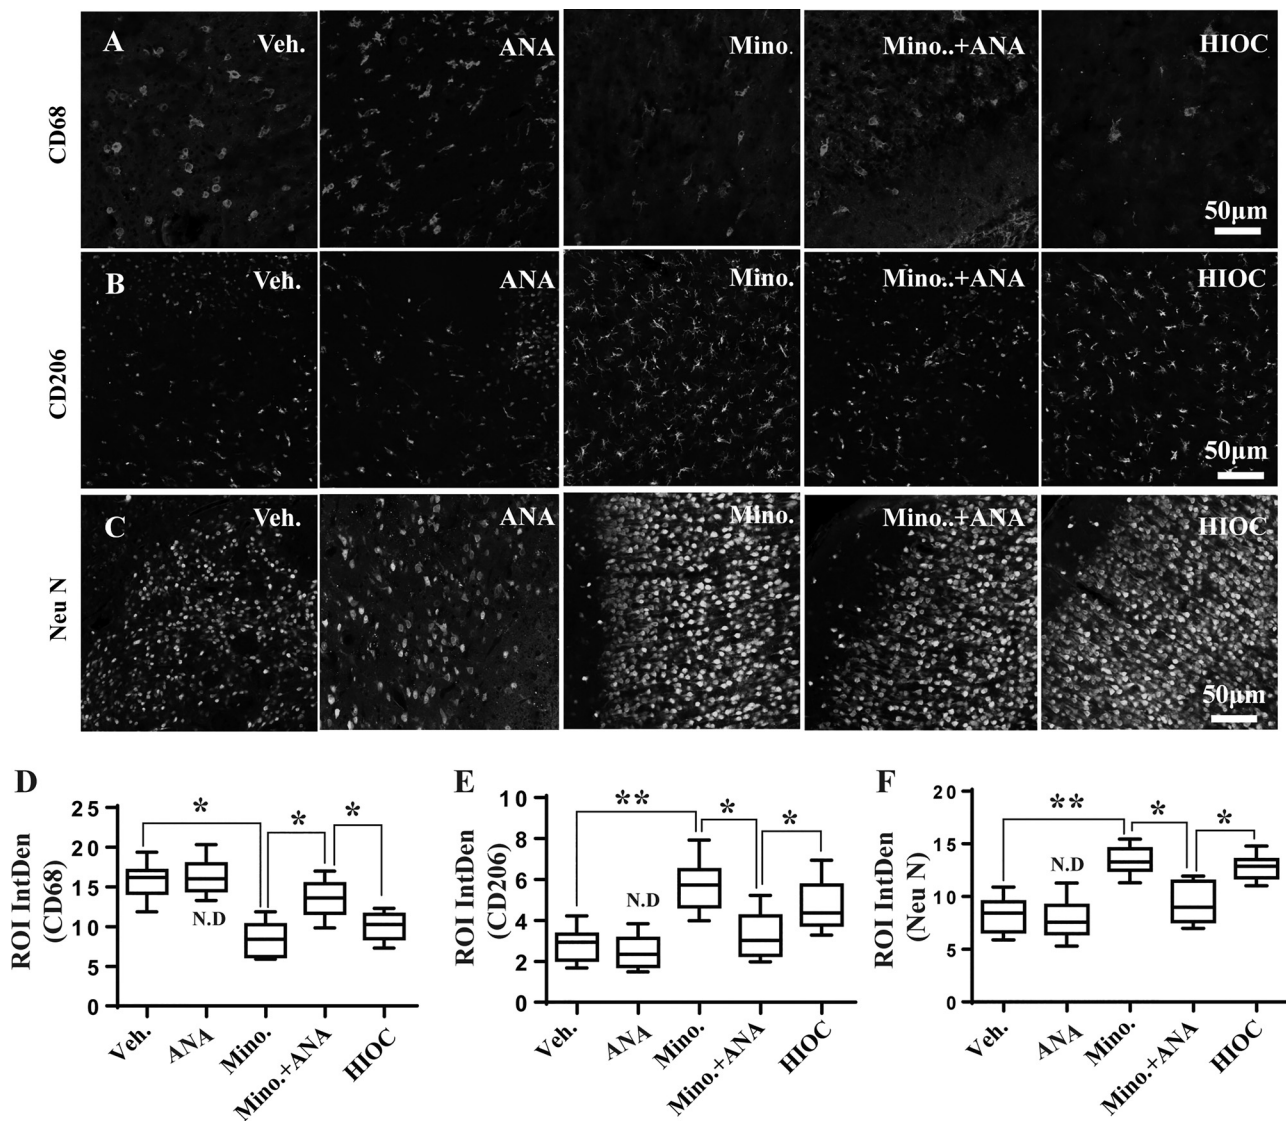 A Veh. ANA Mino. Mino..+ANA HIOC
CD68
50μm
B Veh. ANA Mino. Mino..+ANA HIOC
CD206
50μm
C Veh. ANA Mino. Mino..+ANA HIOC
Neu N
50μm
D
ROI IntDen
(CD68)
25
20
15
10
5
0
* * *
N.D
Veh. ANA Mino. Mino.+ANA HIOC
E
ROI IntDen
(CD206)
10
8
6
4
2
0
** * *
N.D
Veh. ANA Mino. Mino.+ANA HIOC
F
ROI IntDen
(Neu N)
20
15
10
5
0
** * *
N.D
Veh. ANA Mino. Mino.+ANA HIOC